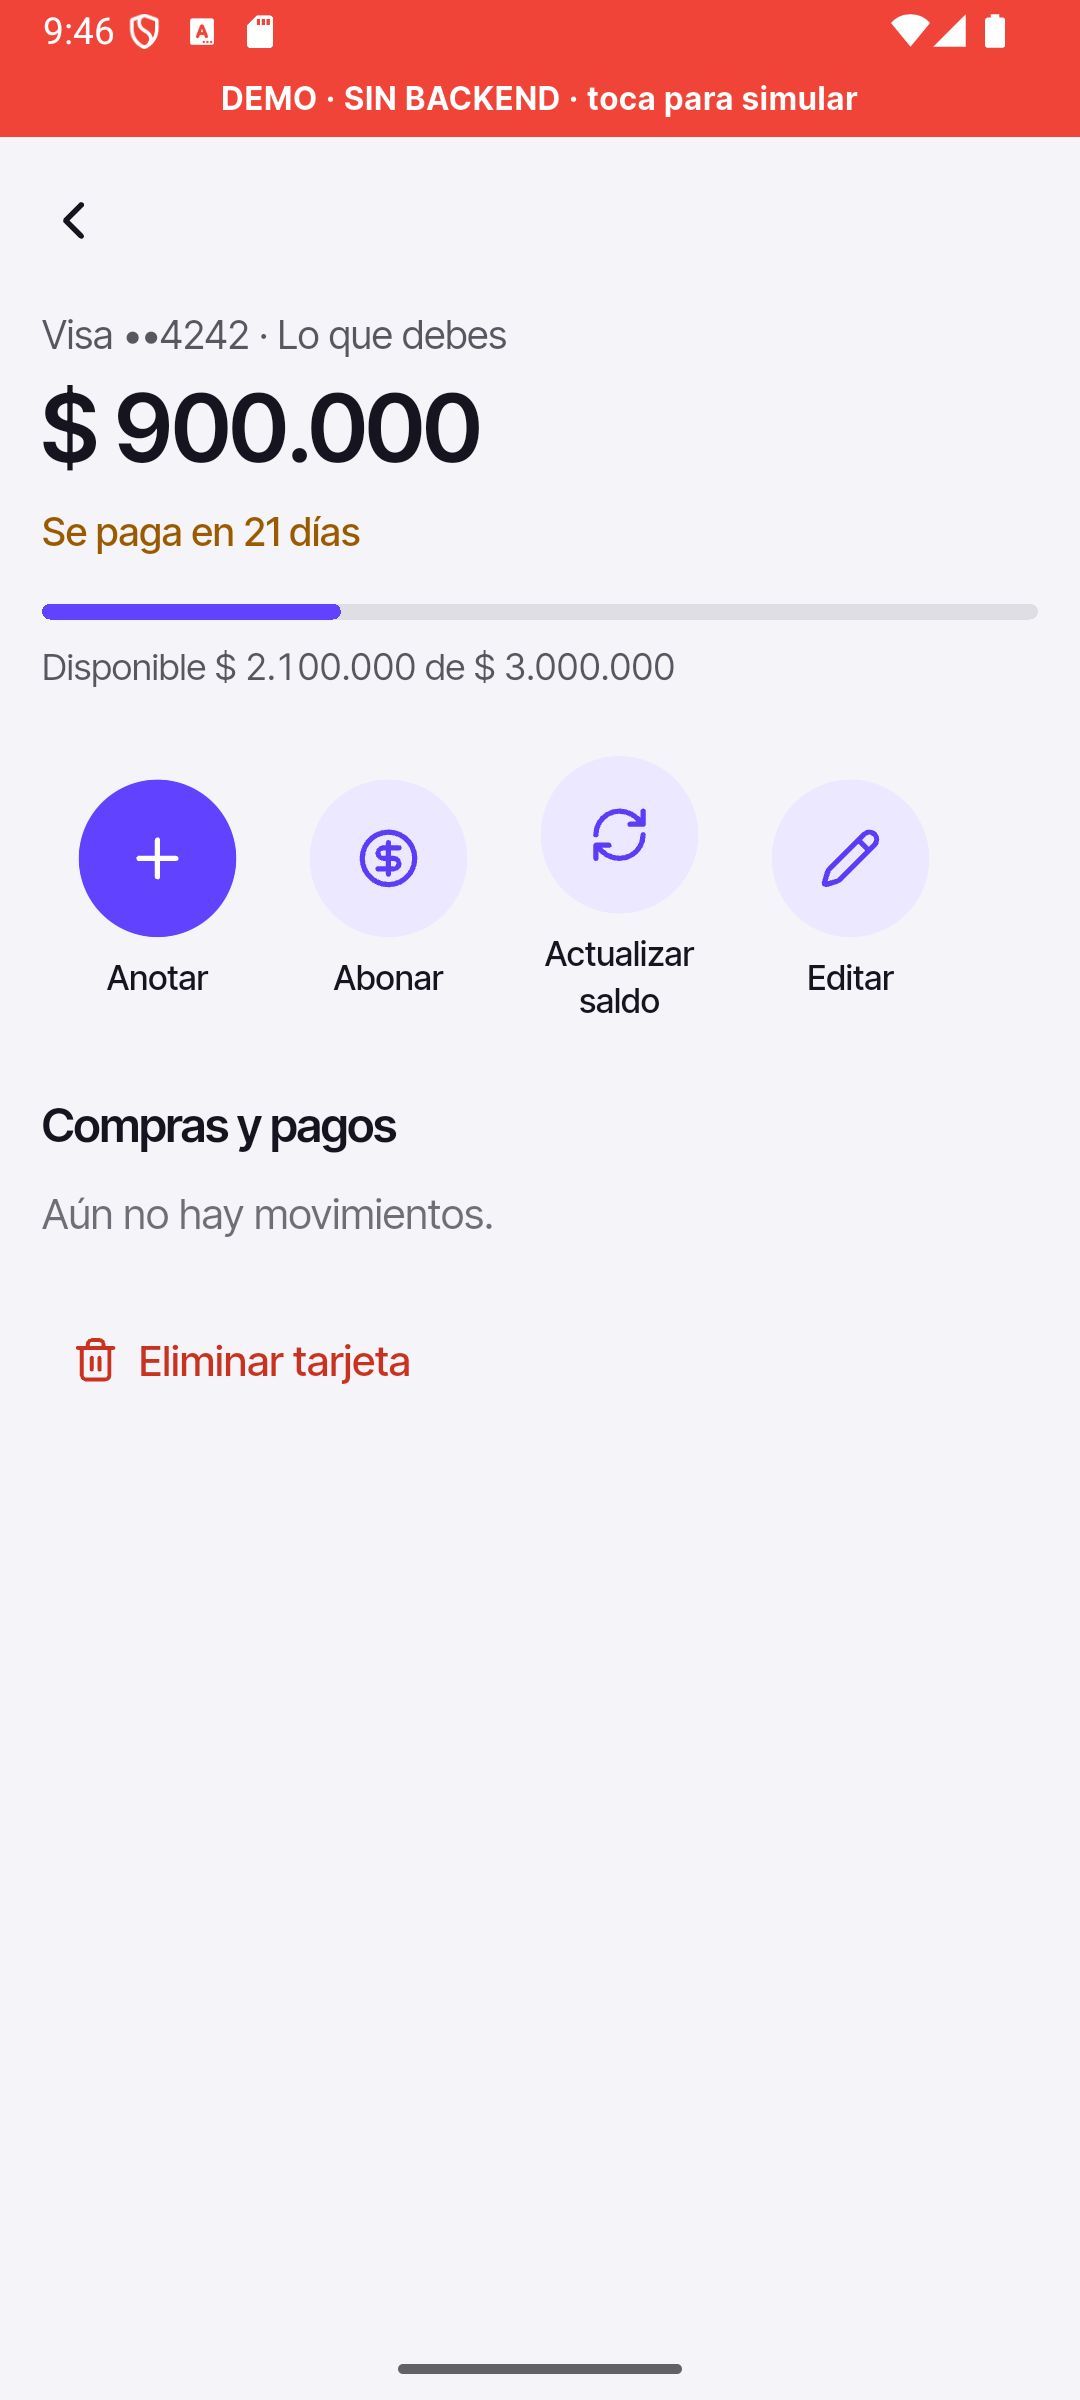 9:46
DEMO · SIN BACKEND · toca para simular
Visa ••4242 · Lo que debes
$ 900.000
Se paga en 21 días
Disponible $ 2.100.000 de $ 3.000.000
Anotar
Abonar
Actualizar
saldo
Editar
Compras y pagos
Aún no hay movimientos.
Eliminar tarjeta